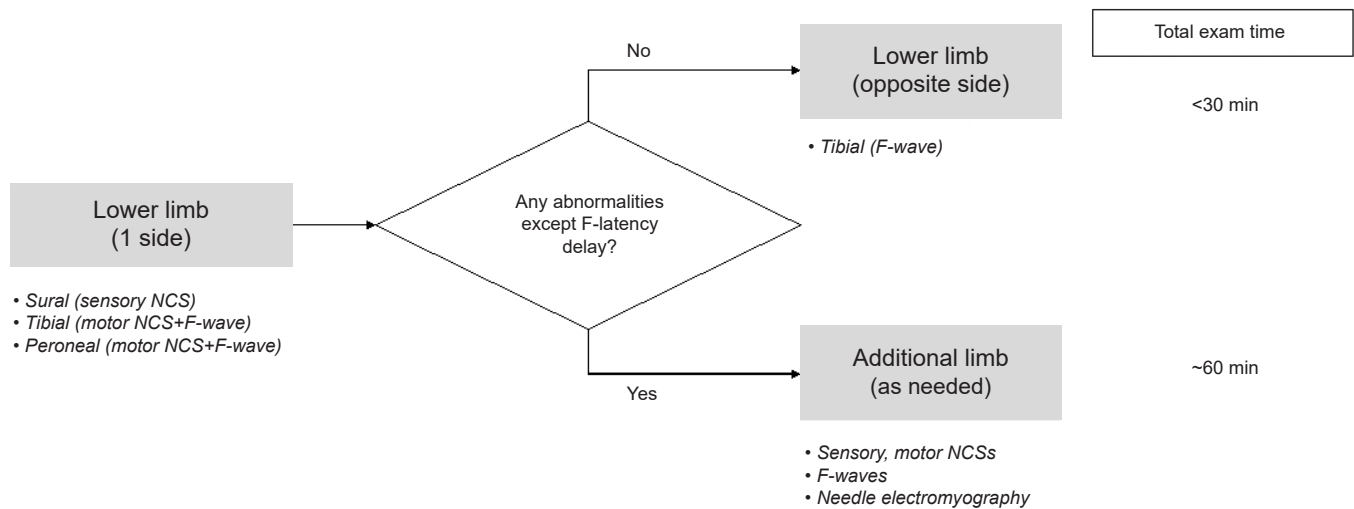 Lower limb
(1 side)
• Sural (sensory NCS)
• Tibial (motor NCS+F-wave)
• Peroneal (motor NCS+F-wave)
Any abnormalities
except F-latency
delay?
No
Lower limb
(opposite side)
• Tibial (F-wave)
Yes
Additional limb
(as needed)
• Sensory, motor NCSs
• F-waves
• Needle electromyography
Total exam time
<30 min
~60 min